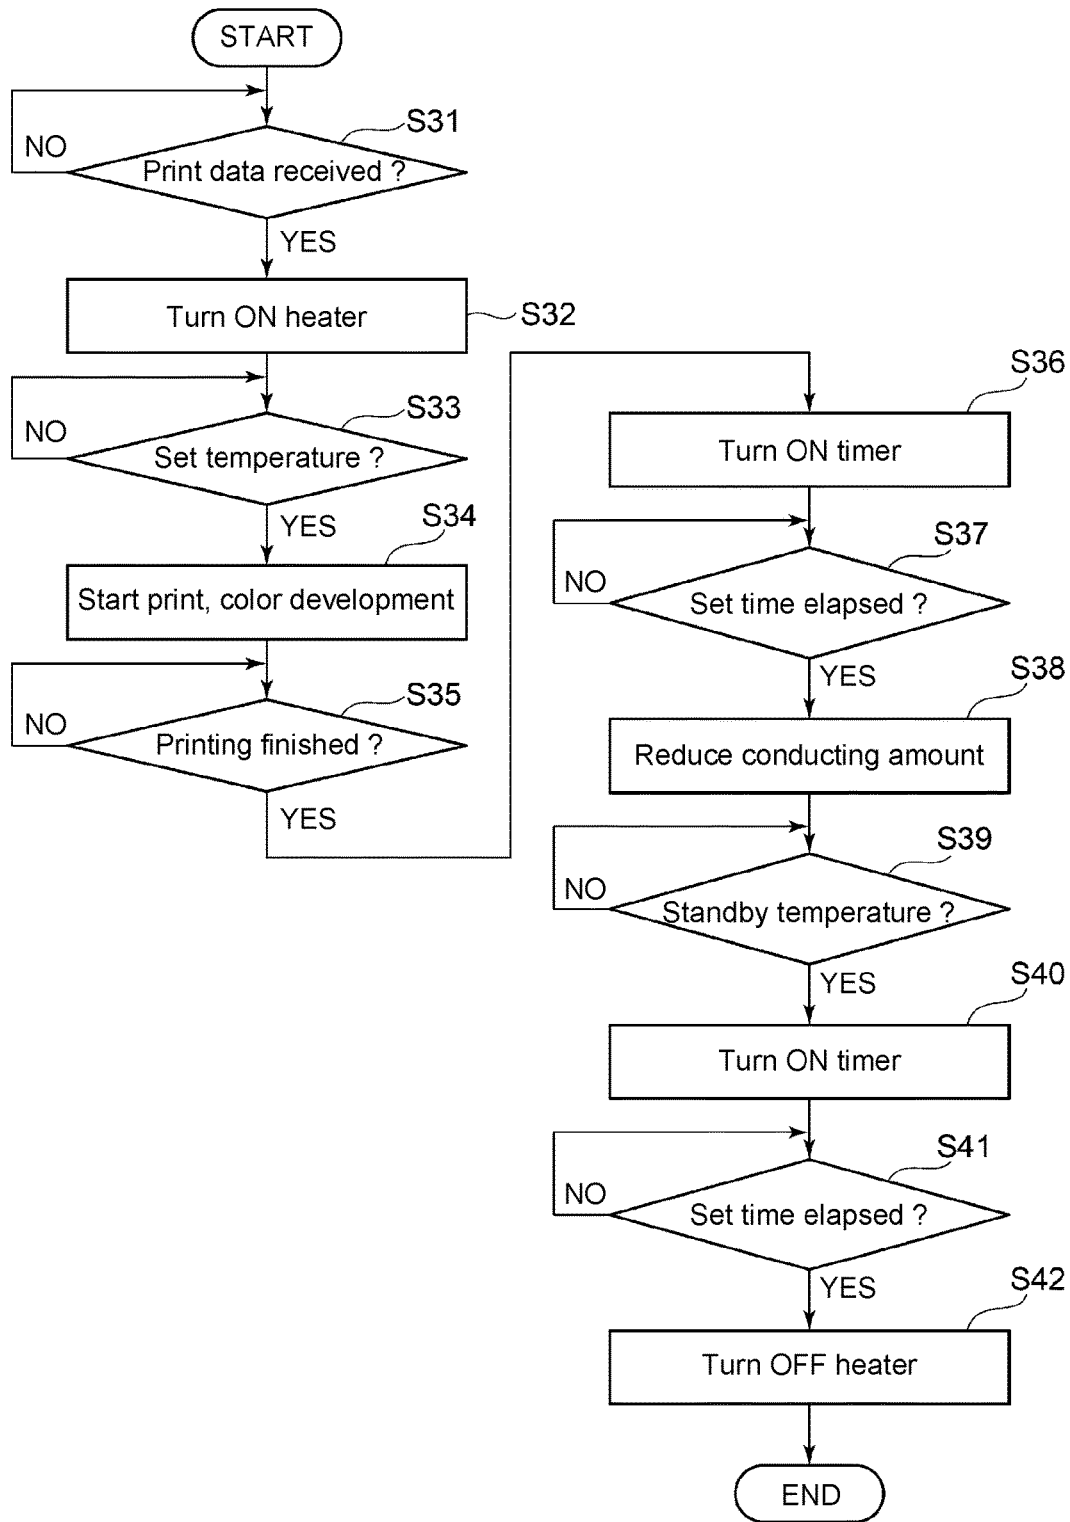 START
S31
NO
Print data received ?
YES
Turn ON heater
S32
S33
NO
Set temperature ?
YES
S34
Start print, color development
S35
NO
Printing finished ?
YES
S36
Turn ON timer
S37
NO
Set time elapsed ?
YES
S38
Reduce conducting amount
S39
NO
Standby temperature ?
YES
S40
Turn ON timer
S41
NO
Set time elapsed ?
YES
S42
Turn OFF heater
END